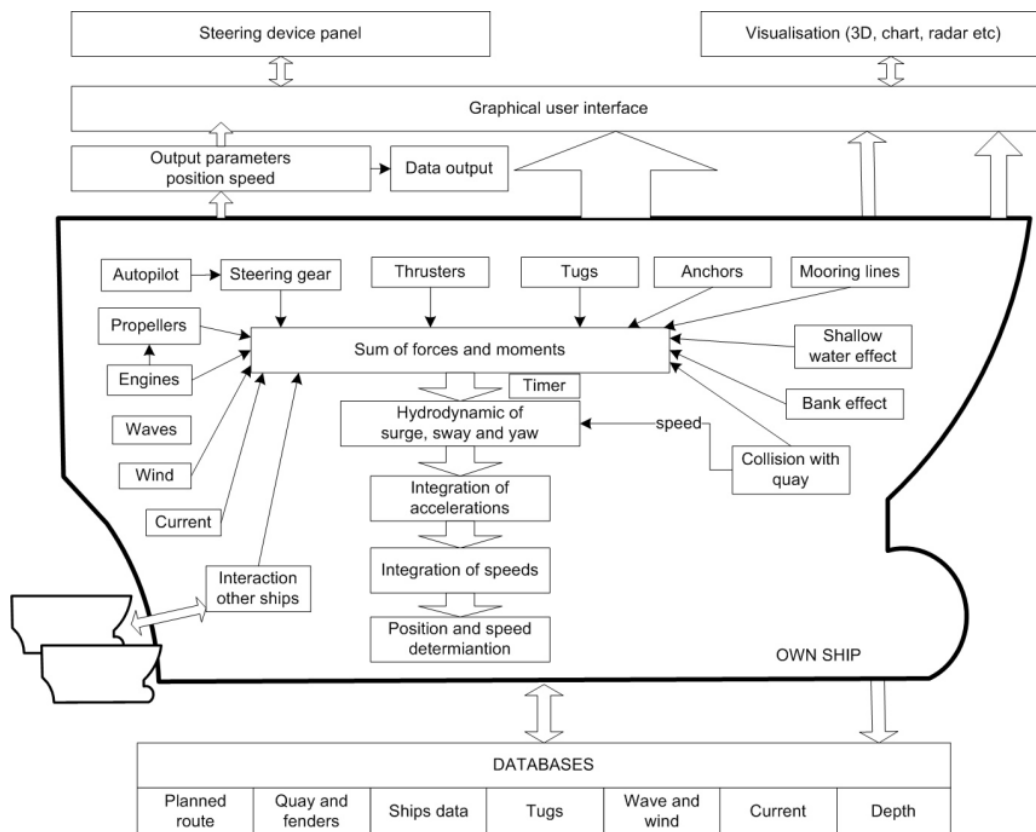 Steering device panel
Visualisation (3D, chart, radar etc)
Graphical user interface
Output parameters
position speed
Data output
Autopilot
Steering gear
Thrusters
Tugs
Anchors
Mooring lines
Propellers
Sum of forces and moments
Shallow
water effect
Engines
Timer
Bank effect
Waves
Hydrodynamic of
surge, sway and yaw
speed
Wind
Collision with
quay
Integration of
accelerations
Current
Integration of speeds
Interaction
other ships
Position and speed
determiantion
OWN SHIP
DATABASES
Planned
route
Quay and
fenders
Ships data
Tugs
Wave and
wind
Current
Depth